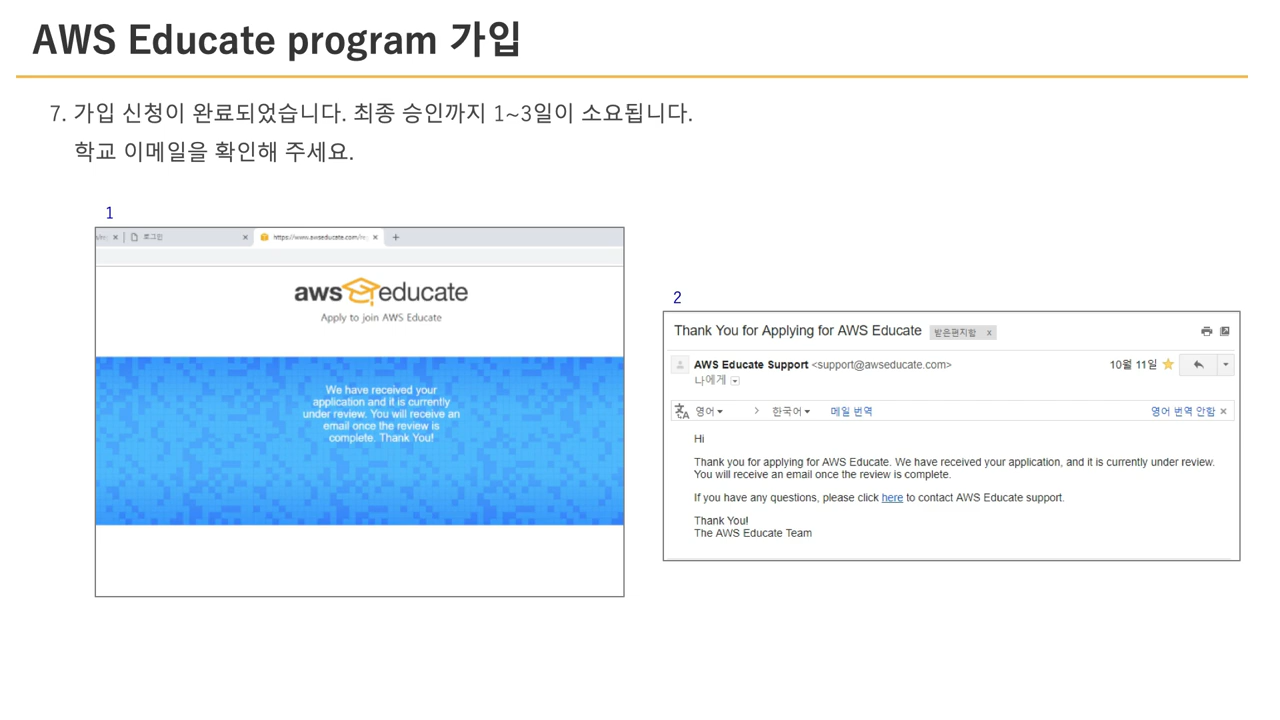 AWS Educate program 가입
7. 가입 신청이 완료되었습니다. 최종 승인까지 1~3일이 소요됩니다.
학교 이메일을 확인해 주세요.
1
로그인
https://www.awseducate.com/
aws educate
Apply to join AWS Educate
We have received your
application and it is currently
under review. You will receive an
email once the review is
complete. Thank You!
2
Thank You for Applying for AWS Educate 받은편지함 x
AWS Educate Support <support@awseducate.com> 10월 11일
나에게
영어 > 한국어 메일 번역 영어 번역 안함 ×
Hi
Thank you for applying for AWS Educate. We have received your application, and it is currently under review.
You will receive an email once the review is complete.
If you have any questions, please click here to contact AWS Educate support.
Thank You!
The AWS Educate Team